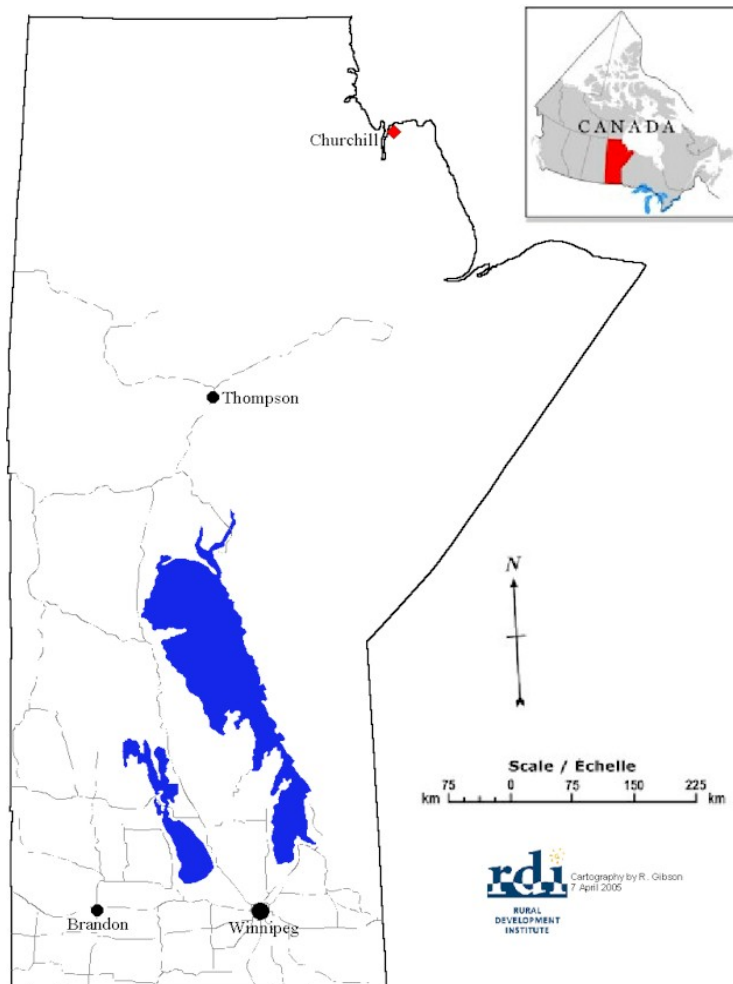 CANADA
Churchill
Thompson
N
Scale / Échelle
75 0 75 150 225
km km
rdi
Cartography by R. Gibson
7 April 2005
RURAL
DEVELOPMENT
INSTITUTE
Brandon
Winnipeg